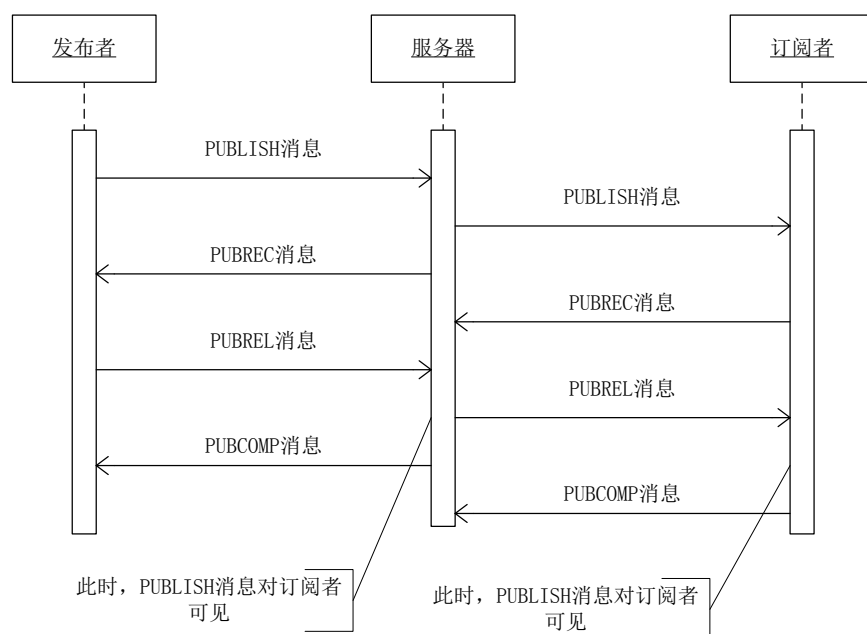 发布者
服务器
订阅者
PUBLISH消息
PUBLISH消息
PUBREC消息
PUBREC消息
PUBREL消息
PUBREL消息
PUBCOMP消息
PUBCOMP消息
此时，PUBLISH消息对订阅者
可见
此时，PUBLISH消息对订阅者
可见